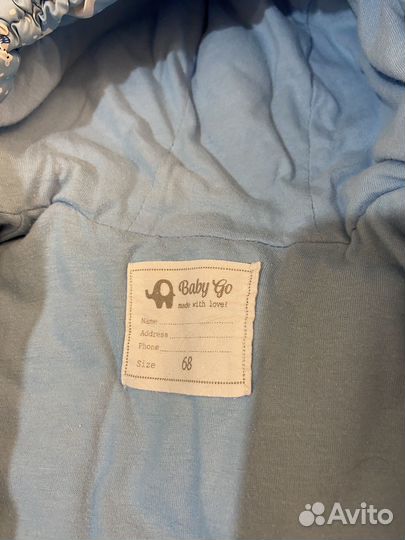 Baby Go
made with love!
Name
Address
Phone
Size 68
Avito